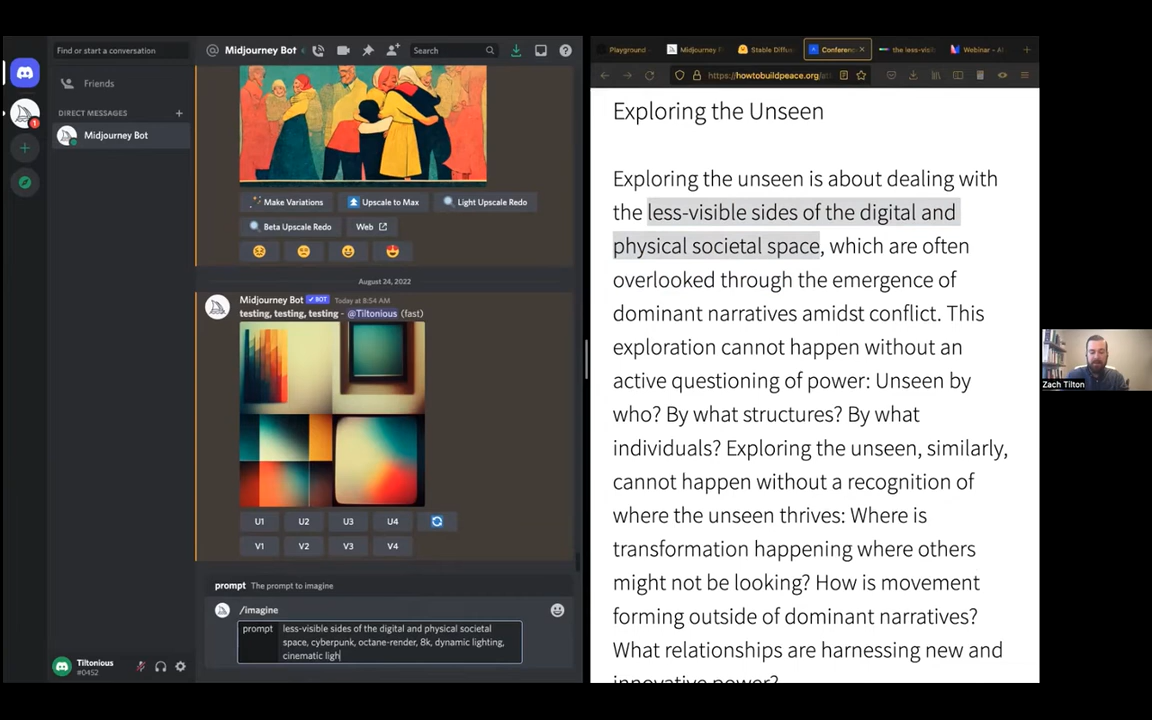 Find or start a conversation
Friends
DIRECT MESSAGES
Midjourney Bot
Tiltonious
#0452
1
Midjourney Bot
Search
Make Variations
Upscale to Max
Light Upscale Redo
Beta Upscale Redo
Web
August 24, 2022
Midjourney Bot BOT Today at 8:54 AM
testing, testing, testing - @Tiltonious (fast)
U1 U2 U3 U4
V1 V2 V3 V4
prompt The prompt to imagine
/imagine
prompt less-visible sides of the digital and physical societal
space, cyberpunk, octane-render, 8k, dynamic lighting,
cinematic ligh
Playground
Midjourney
Stable Diffus
Conference
the less-visib
Webinar - A
https://howtobuildpeace.org/
Exploring the Unseen
Exploring the unseen is about dealing with
the less-visible sides of the digital and
physical societal space, which are often
overlooked through the emergence of
dominant narratives amidst conflict. This
exploration cannot happen without an
active questioning of power: Unseen by
who? By what structures? By what
individuals? Exploring the unseen, similarly,
cannot happen without a recognition of
where the unseen thrives: Where is
transformation happening where others
might not be looking? How is movement
forming outside of dominant narratives?
What relationships are harnessing new and
innovative power?
Zach Tilton